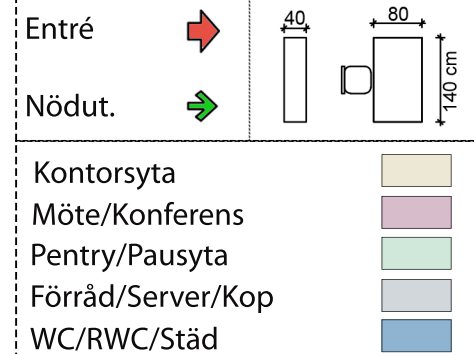 Entré
40
80
140 cm
Nödut.
Kontorsyta
Möte/Konferens
Pentry/Pausyta
Förråd/Server/Kop
WC/RWC/Städ